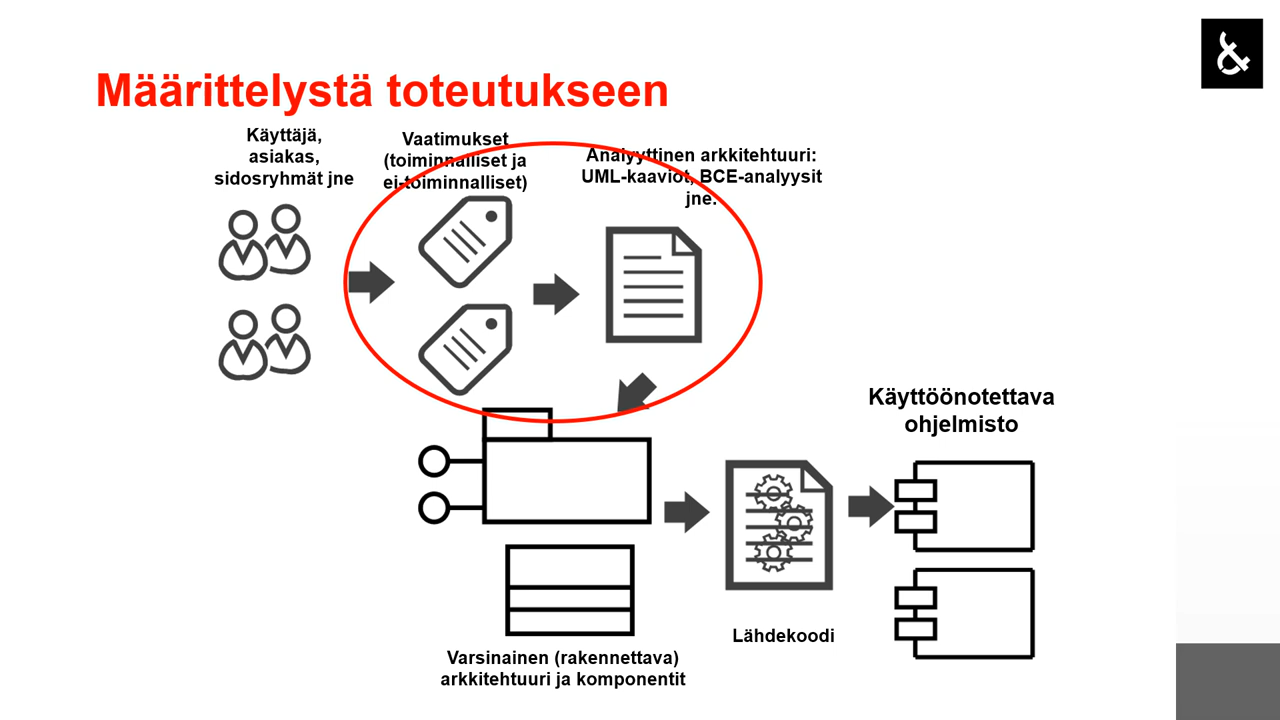 Määrittelystä toteutukseen
Käyttäjä,
asiakas,
sidosryhmät jne
Vaatimukset
(toiminnalliset ja
ei-toiminnalliset)
Analyyttinen arkkitehtuuri:
UML-kaaviot, BCE-analyysit
jne.
Käyttöönotettava
ohjelmisto
Lähdekoodi
Varsinainen (rakennettava)
arkkitehtuuri ja komponentit
&